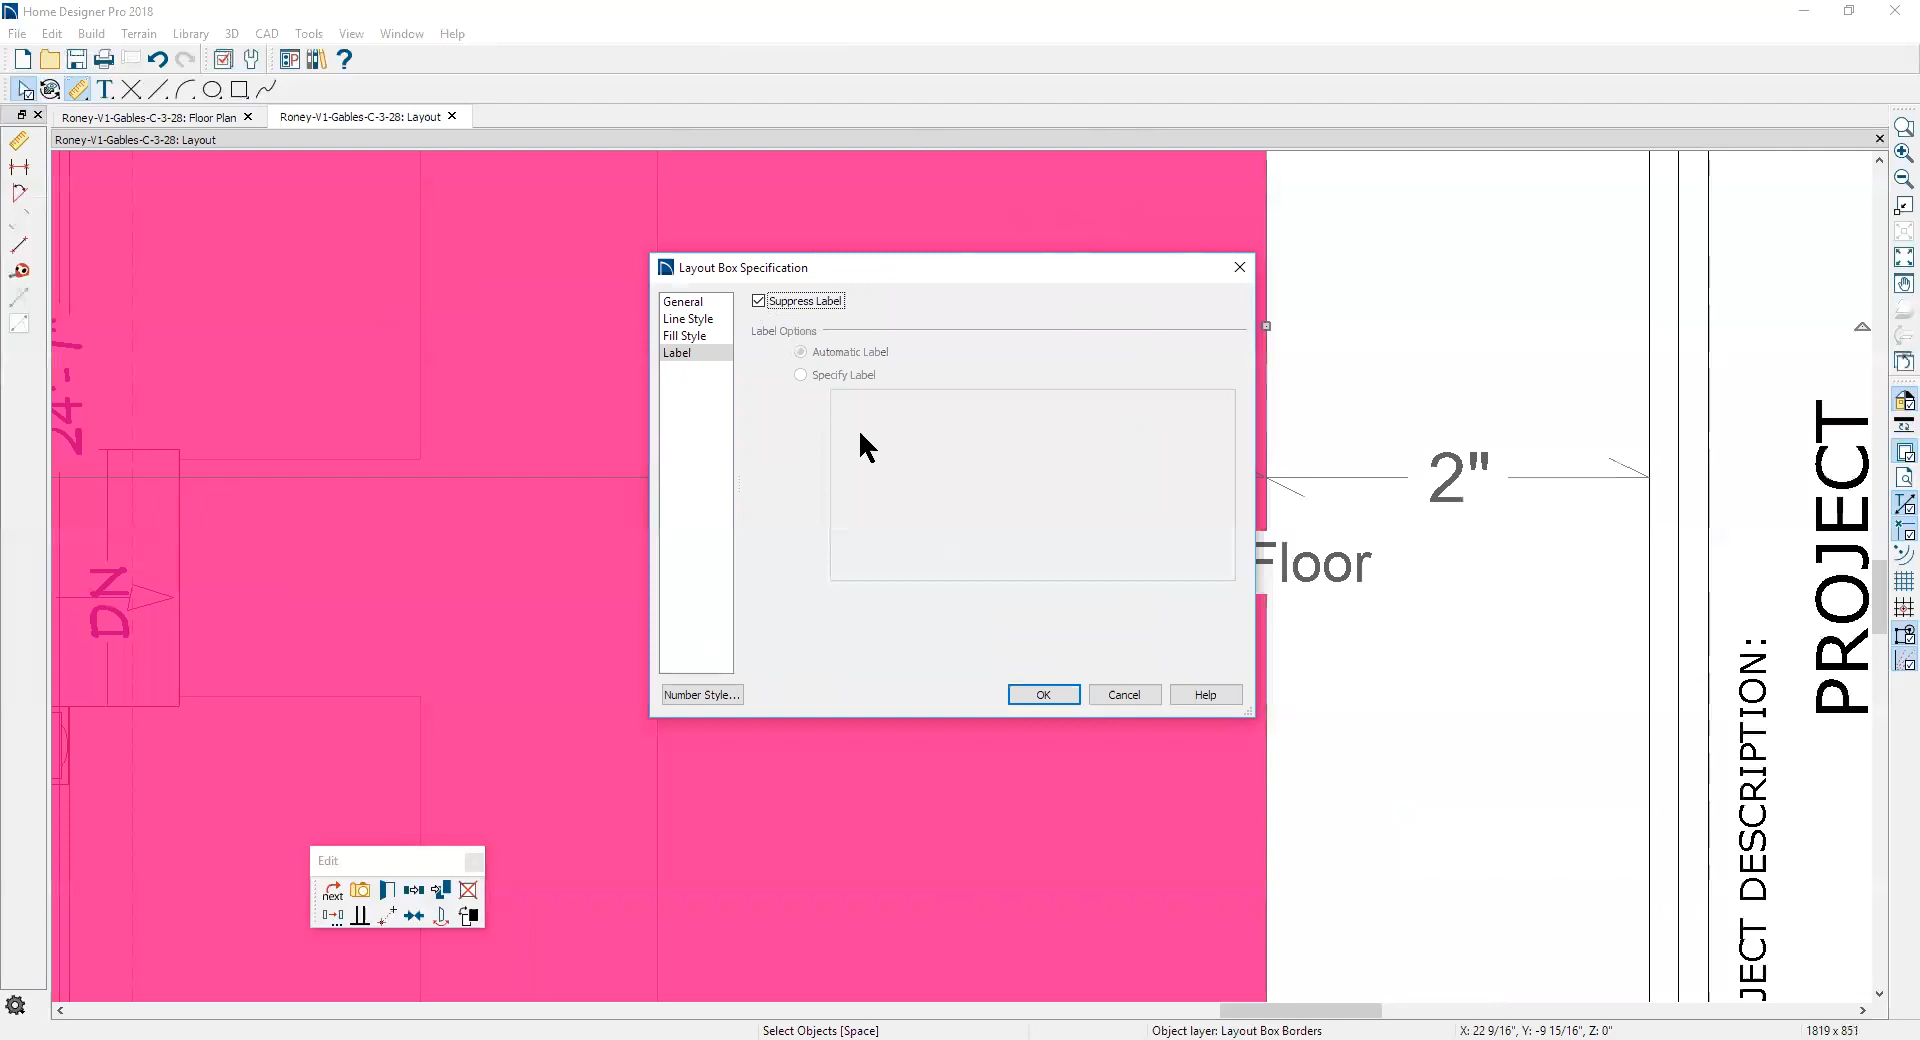 Home Designer Pro 2018
File Edit Build Terrain Library 3D CAD Tools View Window Help
Roney-V1-Gables-C-3-28: Floor Plan
Roney-V1-Gables-C-3-28: Layout
Roney-V1-Gables-C-3-28: Layout
Layout Box Specification
General
Line Style
Fill Style
Label
Suppress Label
Label Options
Automatic Label
Specify Label
Number Style...
OK
Cancel
Help
DN
2"
Floor
PROJECT
JECT DESCRIPTION:
Edit
next
Select Objects [Space]
Object layer: Layout Box Borders
X: 22 9/16", Y: -9 15/16", Z: 0"
1819 x 851